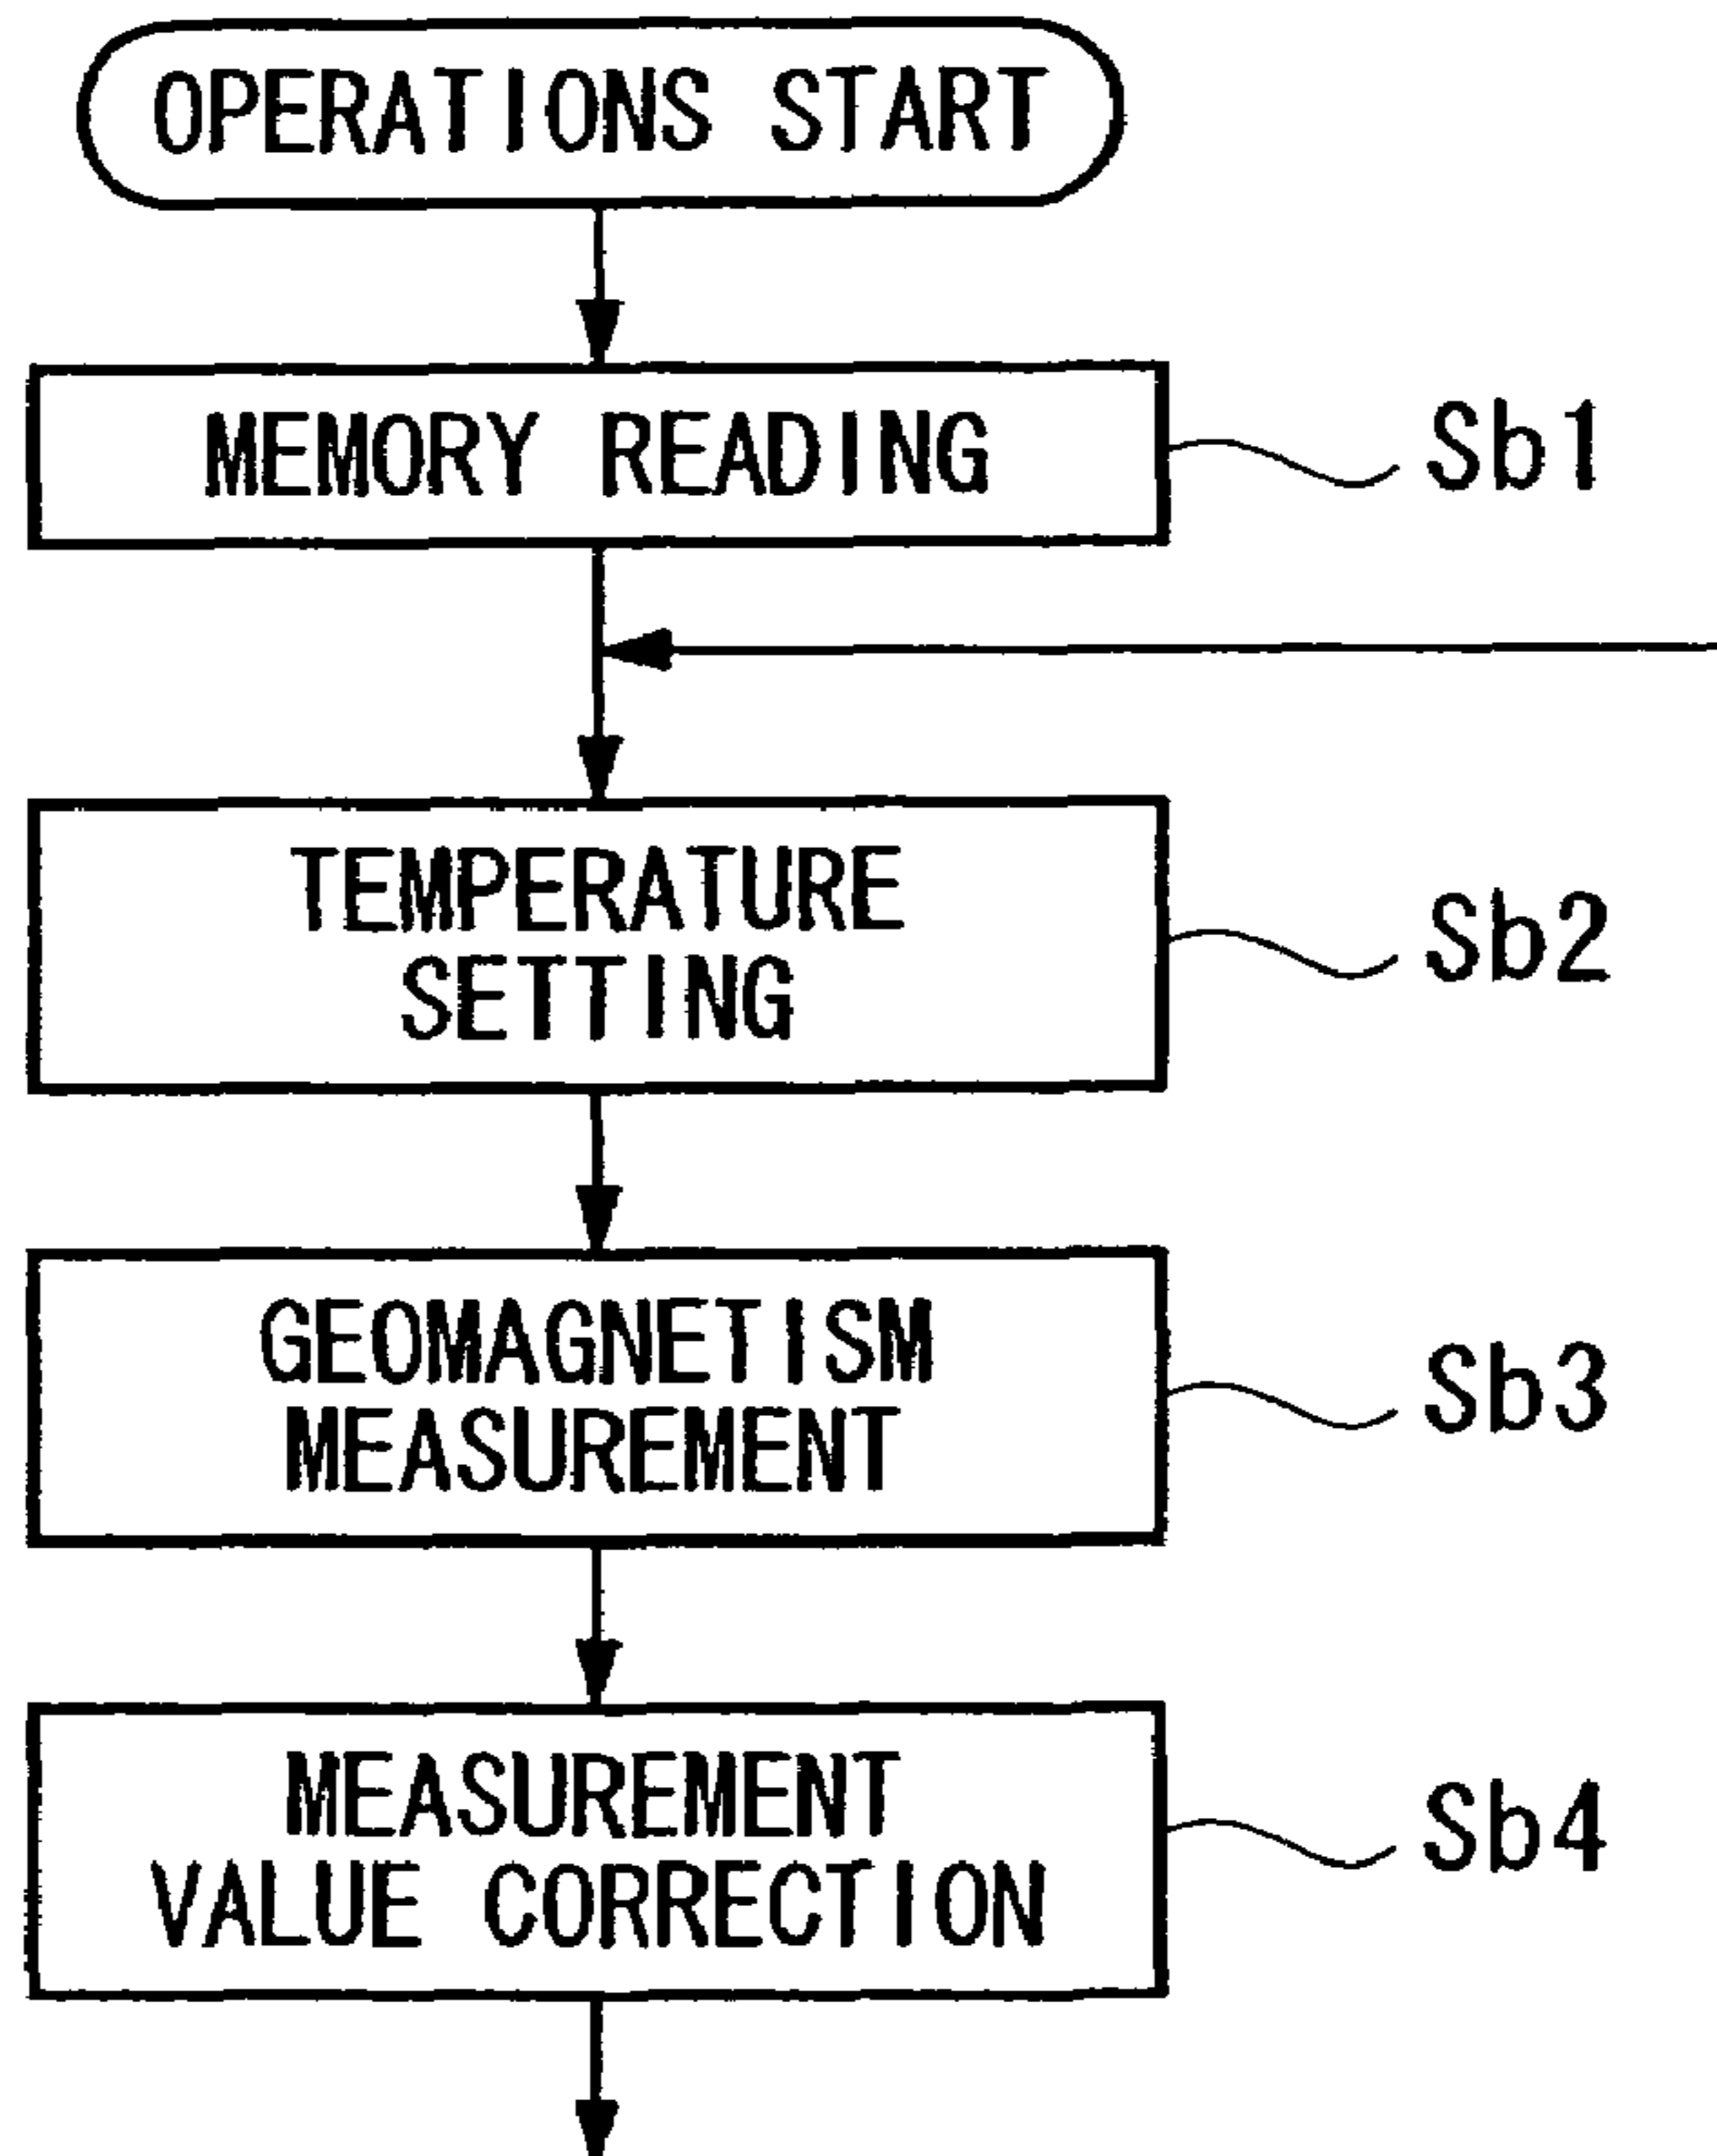 OPERATIONS START
MEMORY READING
Sb1
TEMPERATURE
SETTING
Sb2
GEOMAGNETISM
MEASUREMENT
Sb3
MEASUREMENT
VALUE CORRECTION
Sb4